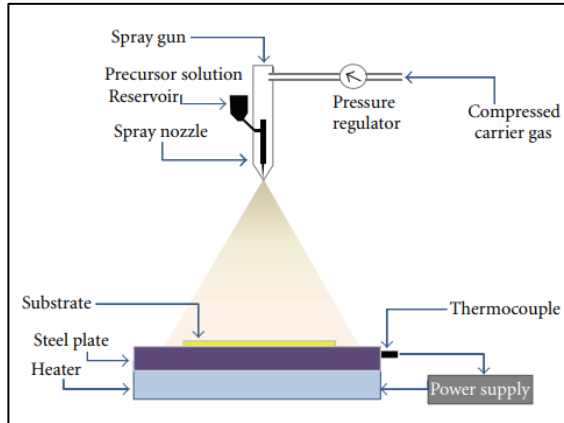 Spray gun
Precursor solution
Reservoir
Spray nozzle
Pressure
regulator
Compressed
carrier gas
Substrate
Steel plate
Heater
Thermocouple
Power supply